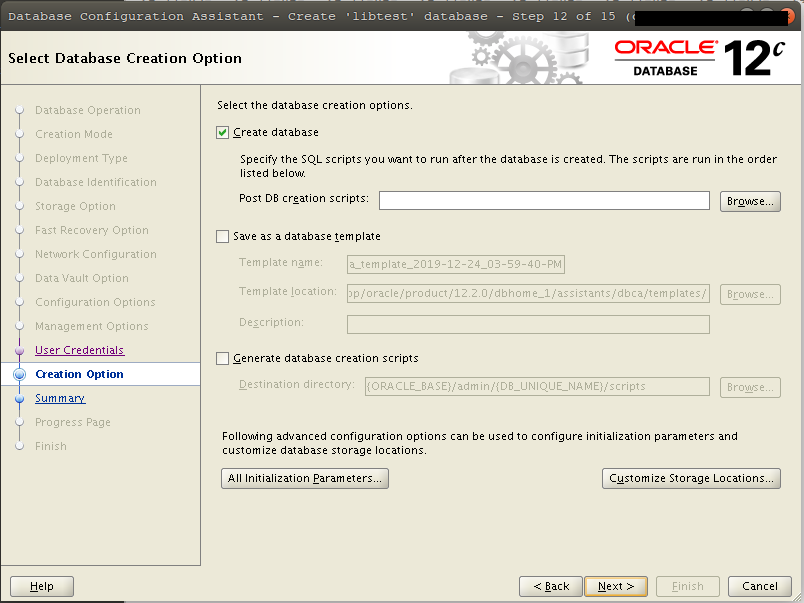 Database Configuration Assistant - Create 'libtest' database - Step 12 of 15 (
Select Database Creation Option
ORACLE
DATABASE
12c
Database Operation
Creation Mode
Deployment Type
Database Identification
Storage Option
Fast Recovery Option
Network Configuration
Data Vault Option
Configuration Options
Management Options
User Credentials
Creation Option
Summary
Progress Page
Finish
Select the database creation options.
Create database
Specify the SQL scripts you want to run after the database is created. The scripts are run in the order
listed below.
Post DB creation scripts:
Browse...
Save as a database template
Template name: a_template_2019-12-24_03-59-40-PM
Template location: pp/oracle/product/12.2.0/dbhome_1/assistants/dbca/templates/ Browse...
Description:
Generate database creation scripts
Destination directory: {ORACLE_BASE}/admin/{DB_UNIQUE_NAME}/scripts Browse...
Following advanced configuration options can be used to configure initialization parameters and
customize database storage locations.
All Initialization Parameters... Customize Storage Locations...
Help < Back Next > Finish Cancel